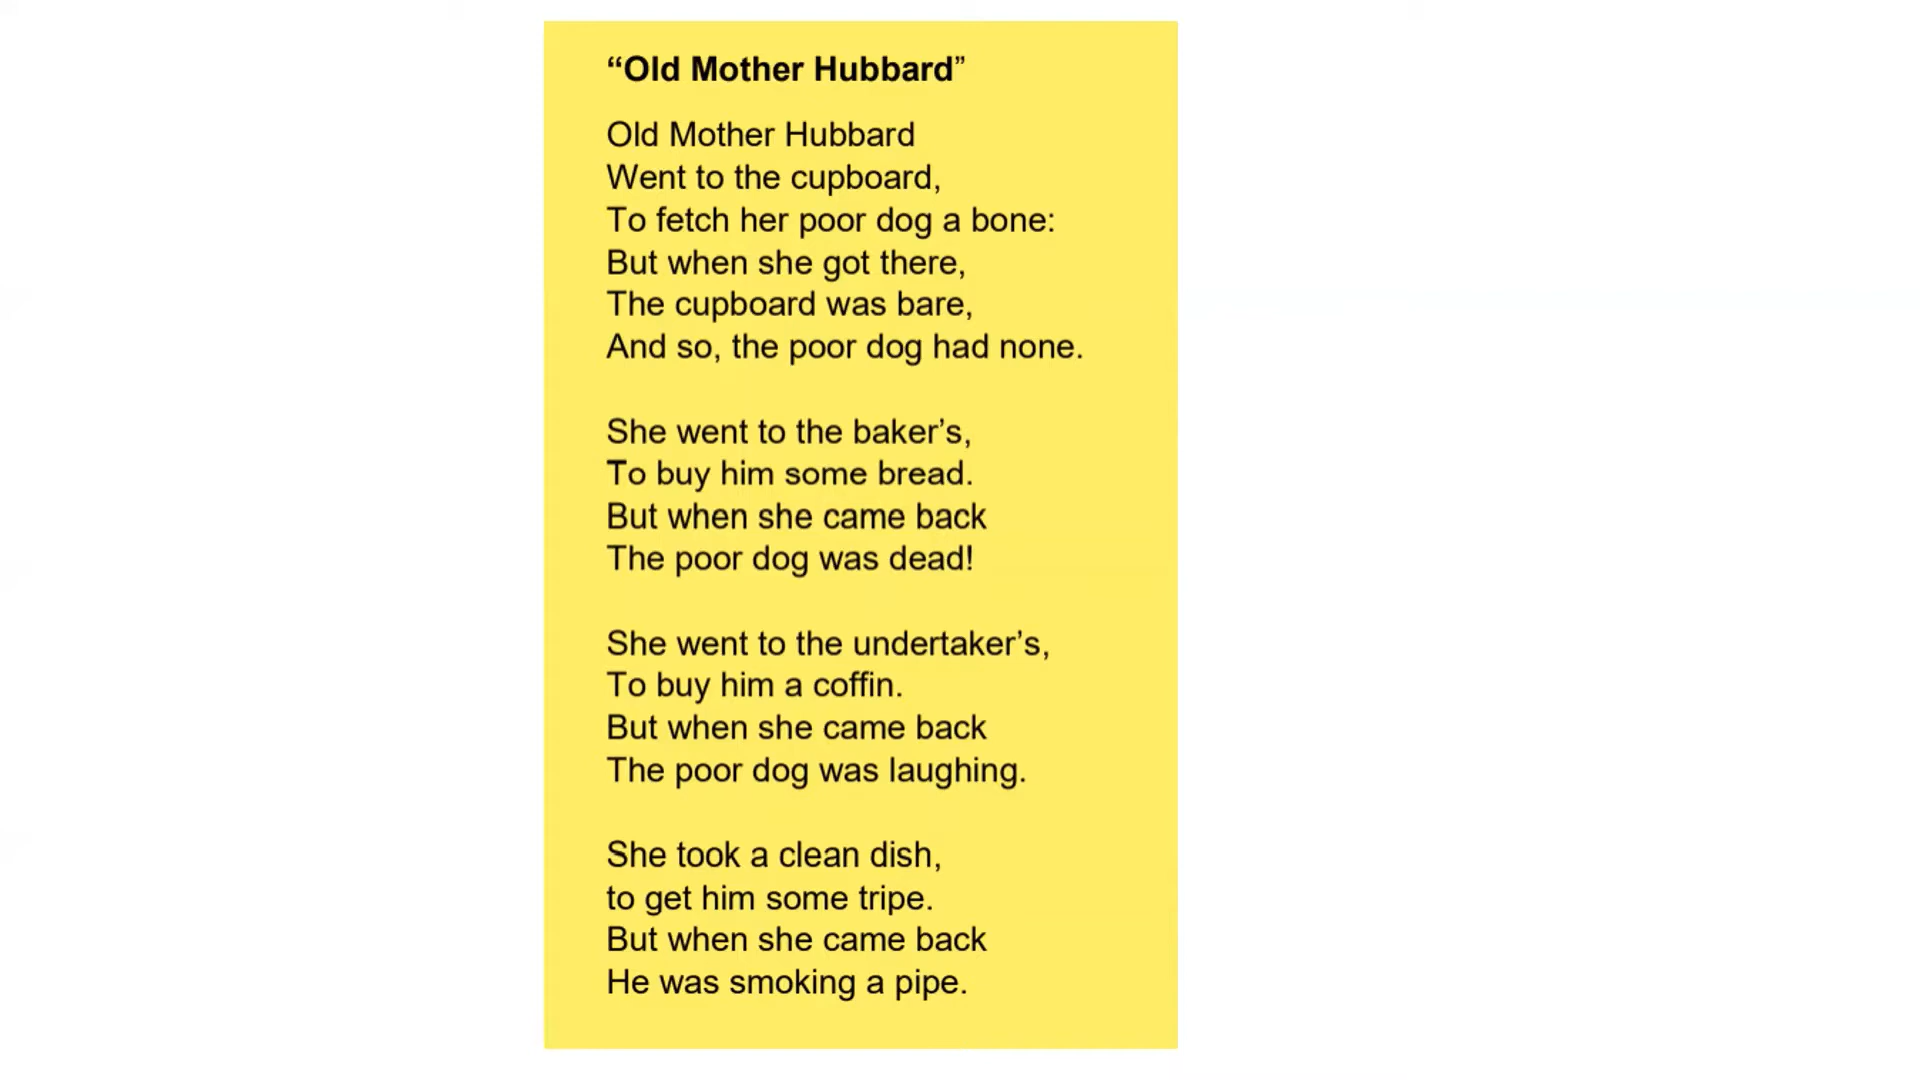 “Old Mother Hubbard”
Old Mother Hubbard
Went to the cupboard,
To fetch her poor dog a bone:
But when she got there,
The cupboard was bare,
And so, the poor dog had none.
She went to the baker’s,
To buy him some bread.
But when she came back
The poor dog was dead!
She went to the undertaker’s,
To buy him a coffin.
But when she came back
The poor dog was laughing.
She took a clean dish,
to get him some tripe.
But when she came back
He was smoking a pipe.